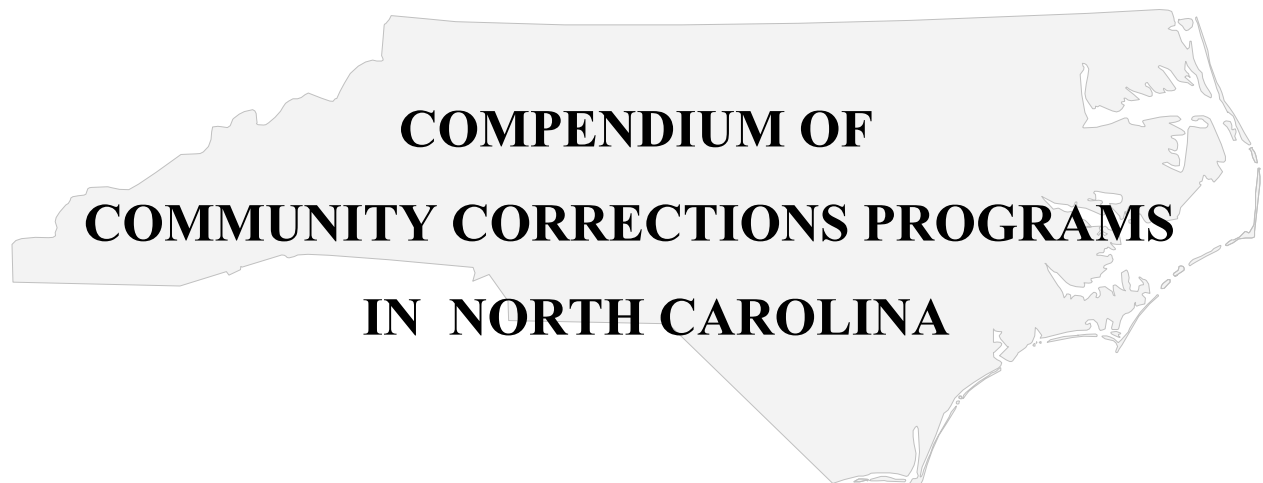 COMPENDIUM OF
COMMUNITY CORRECTIONS PROGRAMS
IN NORTH CAROLINA